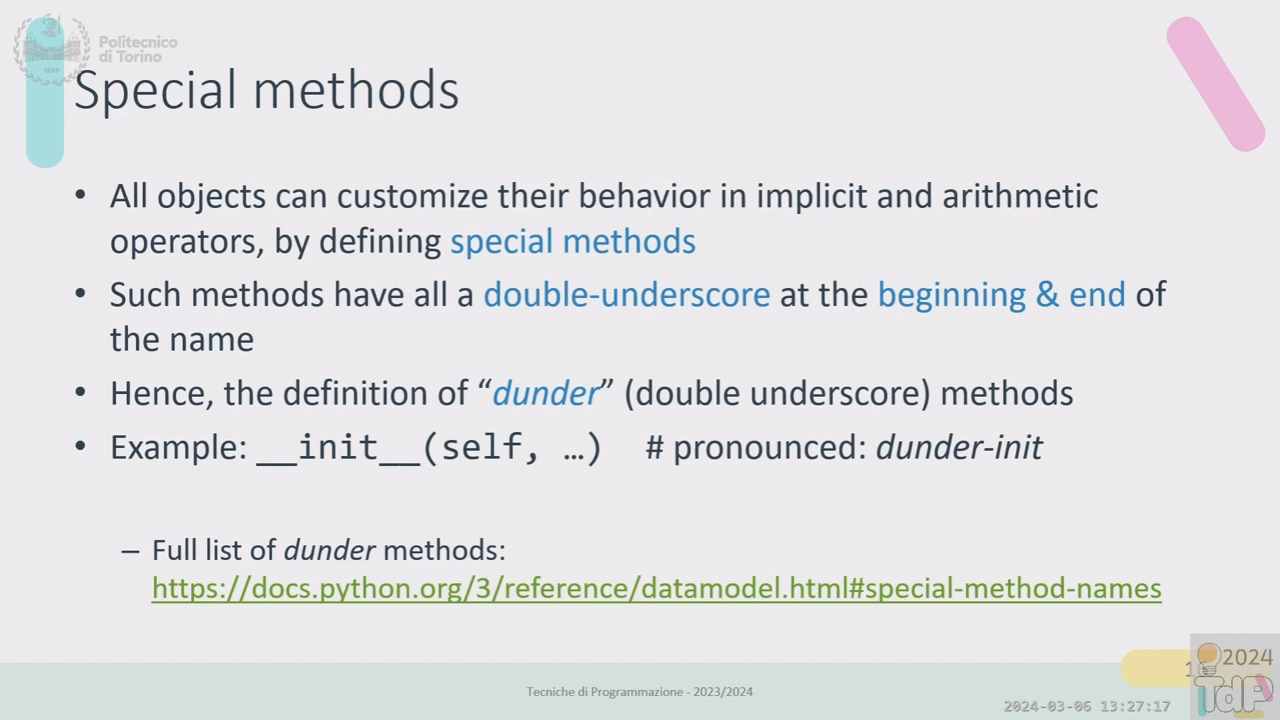 Politecnico
di Torino
Special methods
• All objects can customize their behavior in implicit and arithmetic
operators, by defining special methods
• Such methods have all a double-underscore at the beginning & end of
the name
• Hence, the definition of “dunder” (double underscore) methods
• Example: __init__(self, …) # pronounced: dunder-init
– Full list of dunder methods:
https://docs.python.org/3/reference/datamodel.html#special-method-names
Tecniche di Programmazione - 2023/2024
2024
TdP
2024-03-06 13:27:17